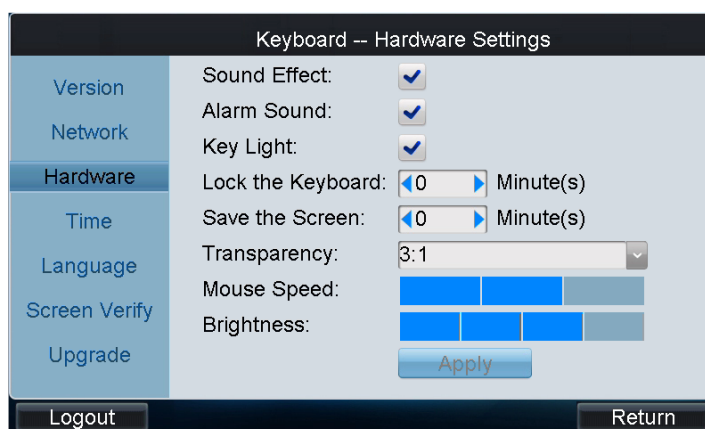 Keyboard -- Hardware Settings
Version
Network
Hardware
Time
Language
Screen Verify
Upgrade
Sound Effect:
Alarm Sound:
Key Light:
Lock the Keyboard: 0 Minute(s)
Save the Screen: 0 Minute(s)
Transparency: 3:1
Mouse Speed:
Brightness:
Apply
Logout
Return